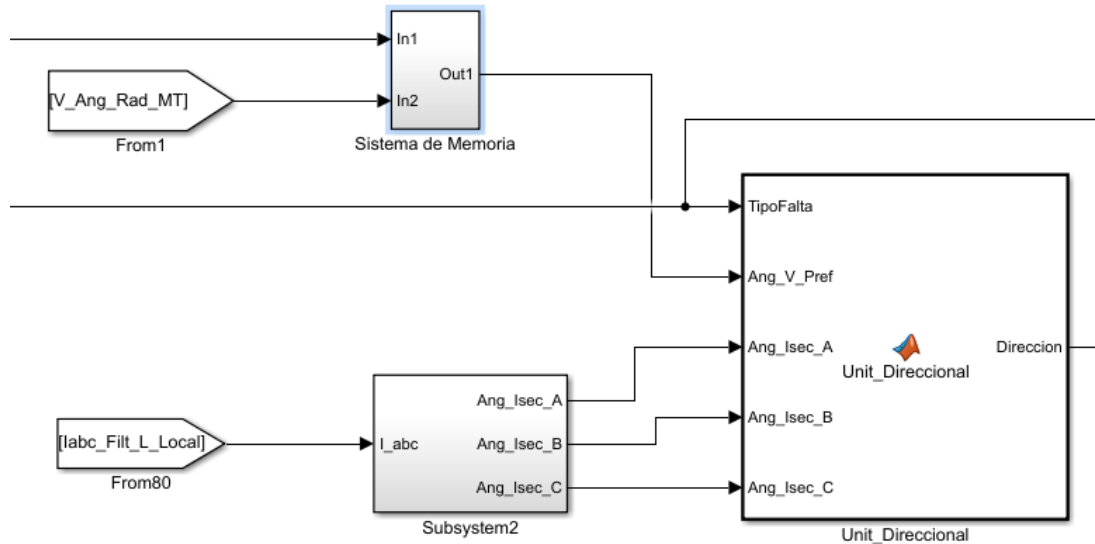 In1
Out1
In2
[V_Ang_Rad_MT]
From1
Sistema de Memoria
TipoFalta
Ang_V_Pref
Ang_Isec_A
Direccion
Unit_Direccional
Ang_Isec_B
Ang_Isec_C
Unit_Direccional
[Iabc_Filt_L_Local]
From80
I_abc
Ang_Isec_A
Ang_Isec_B
Ang_Isec_C
Subsystem2